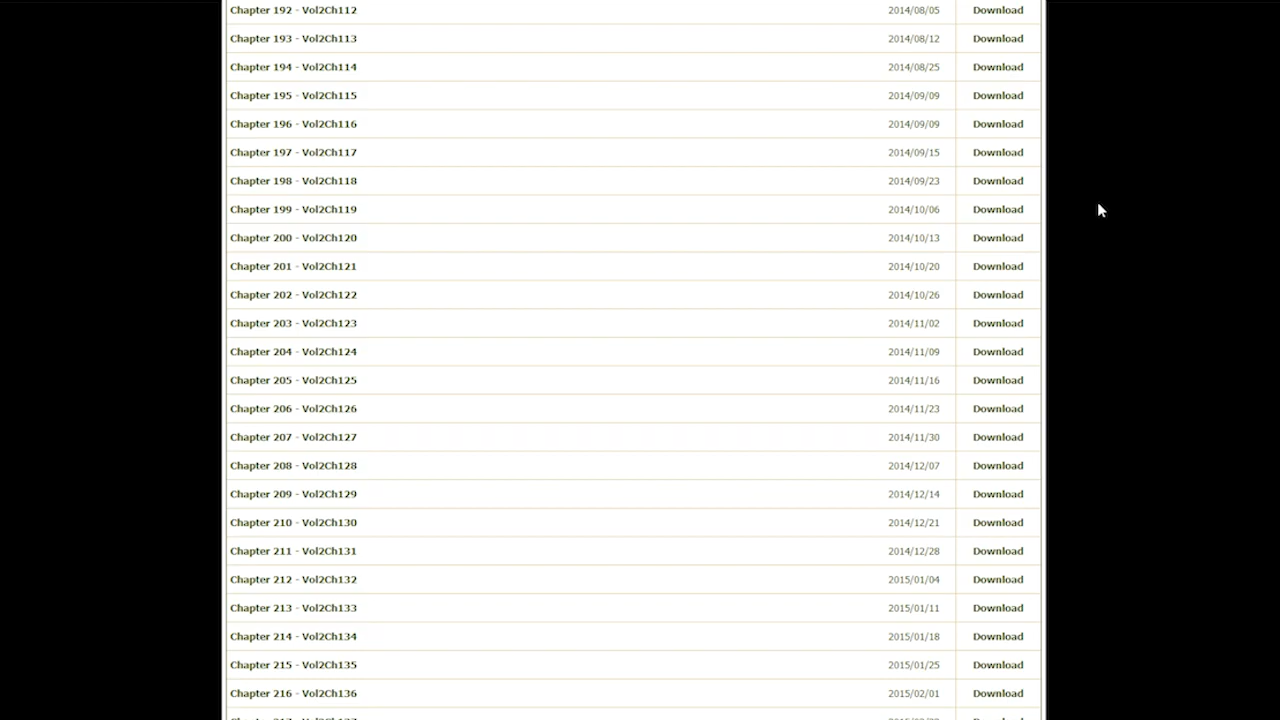 Chapter 192 - Vol2Ch112 2014/08/05 Download
Chapter 193 - Vol2Ch113 2014/08/12 Download
Chapter 194 - Vol2Ch114 2014/08/25 Download
Chapter 195 - Vol2Ch115 2014/09/09 Download
Chapter 196 - Vol2Ch116 2014/09/09 Download
Chapter 197 - Vol2Ch117 2014/09/15 Download
Chapter 198 - Vol2Ch118 2014/09/23 Download
Chapter 199 - Vol2Ch119 2014/10/06 Download
Chapter 200 - Vol2Ch120 2014/10/13 Download
Chapter 201 - Vol2Ch121 2014/10/20 Download
Chapter 202 - Vol2Ch122 2014/10/26 Download
Chapter 203 - Vol2Ch123 2014/11/02 Download
Chapter 204 - Vol2Ch124 2014/11/09 Download
Chapter 205 - Vol2Ch125 2014/11/16 Download
Chapter 206 - Vol2Ch126 2014/11/23 Download
Chapter 207 - Vol2Ch127 2014/11/30 Download
Chapter 208 - Vol2Ch128 2014/12/07 Download
Chapter 209 - Vol2Ch129 2014/12/14 Download
Chapter 210 - Vol2Ch130 2014/12/21 Download
Chapter 211 - Vol2Ch131 2014/12/28 Download
Chapter 212 - Vol2Ch132 2015/01/04 Download
Chapter 213 - Vol2Ch133 2015/01/11 Download
Chapter 214 - Vol2Ch134 2015/01/18 Download
Chapter 215 - Vol2Ch135 2015/01/25 Download
Chapter 216 - Vol2Ch136 2015/02/01 Download